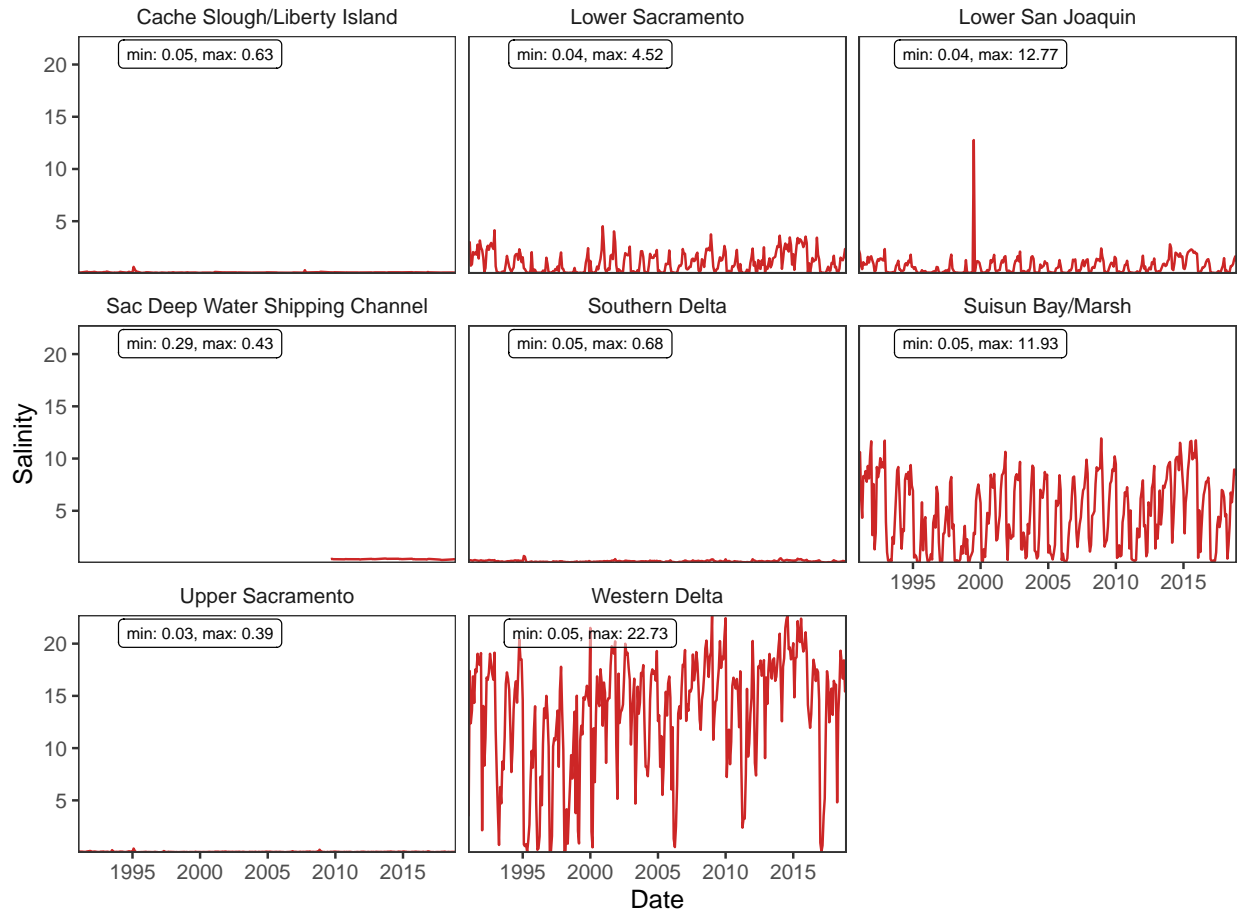 Cache Slough/Liberty Island
Lower Sacramento
Lower San Joaquin
min: 0.05, max: 0.63
min: 0.04, max: 4.52
min: 0.04, max: 12.77
20
15
10
5
Sac Deep Water Shipping Channel
Southern Delta
Suisun Bay/Marsh
min: 0.29, max: 0.43
min: 0.05, max: 0.68
min: 0.05, max: 11.93
20
15
10
5
Salinity
1995 2000 2005 2010 2015
Upper Sacramento
Western Delta
min: 0.03, max: 0.39
min: 0.05, max: 22.73
20
15
10
5
1995 2000 2005 2010 2015
1995 2000 2005 2010 2015
Date